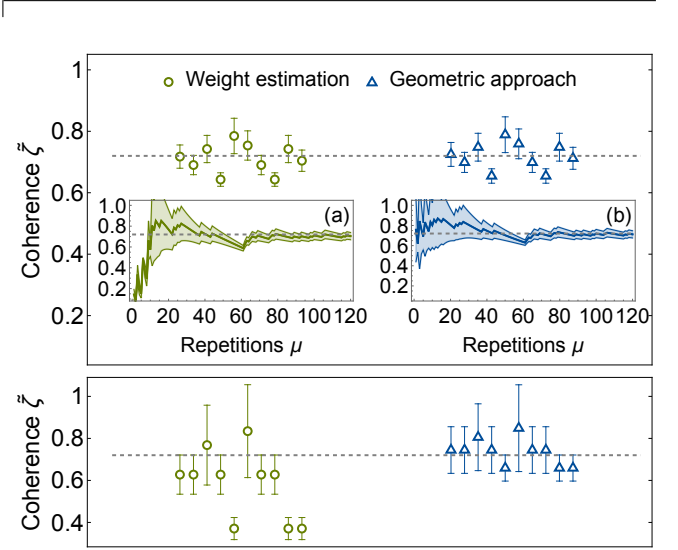 1
Weight estimation
Geometric approach
0.8
0.6
0.4
0.2
Coherence ζ̃
1.0
0.8
0.6
0.4
0.2
(a)
0 20 40 60 80 100 120
Repetitions μ
1.0
0.8
0.6
0.4
0.2
(b)
0 20 40 60 80 100 120
Repetitions μ
1
0.8
0.6
0.4
Coherence ζ̃